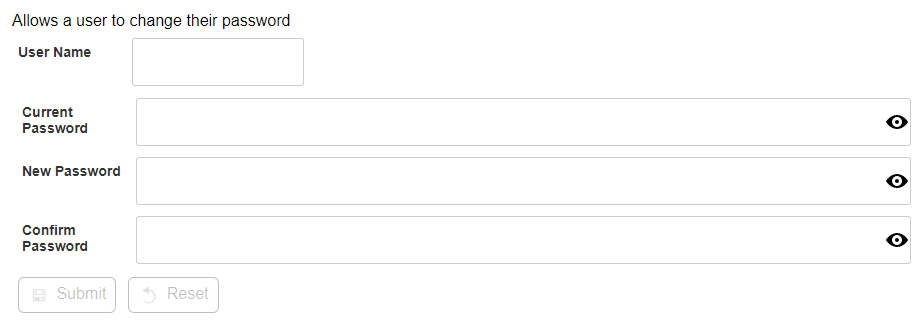 Allows a user to change their password
User Name
Current
Password
New Password
Confirm
Password
Submit Reset